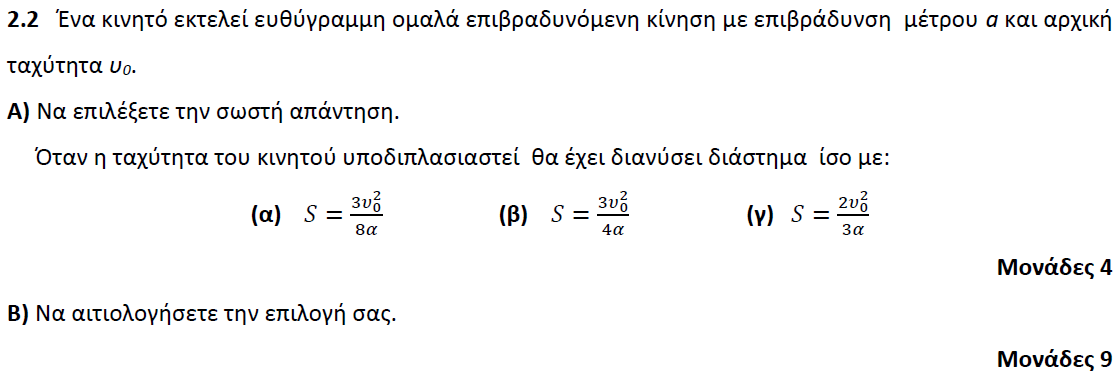 2.2 Ένα κινητό εκτελεί ευθύγραμμη ομαλά επιβραδυνόμενη κίνηση με επιβράδυνση μέτρου α και αρχική
ταχύτητα υ₀.
Α) Να επιλέξετε την σωστή απάντηση.
Όταν η ταχύτητα του κινητού υποδιπλασιαστεί θα έχει διανύσει διάστημα ίσο με:
(α) S = 3υ₀²/8α (β) S = 3υ₀²/4α (γ) S = 2υ₀²/3α
Μονάδες 4
Β) Να αιτιολογήσετε την επιλογή σας.
Μονάδες 9